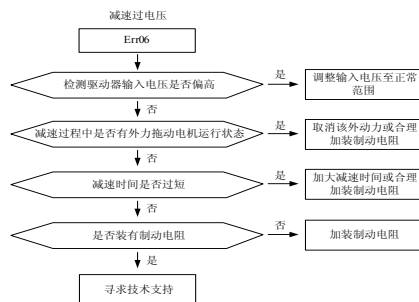 减速过电压
Err06
检测驱动器输入电压是否偏高
是
调整输入电压至正常
范围
否
减速过程中是否有外力拖动电机运行状态
是
取消该外动力或合理
加装制动电阻
否
减速时间是否过短
是
加大减速时间或合理
加装制动电阻
否
是否装有制动电阻
否
加装制动电阻
是
寻求技术支持